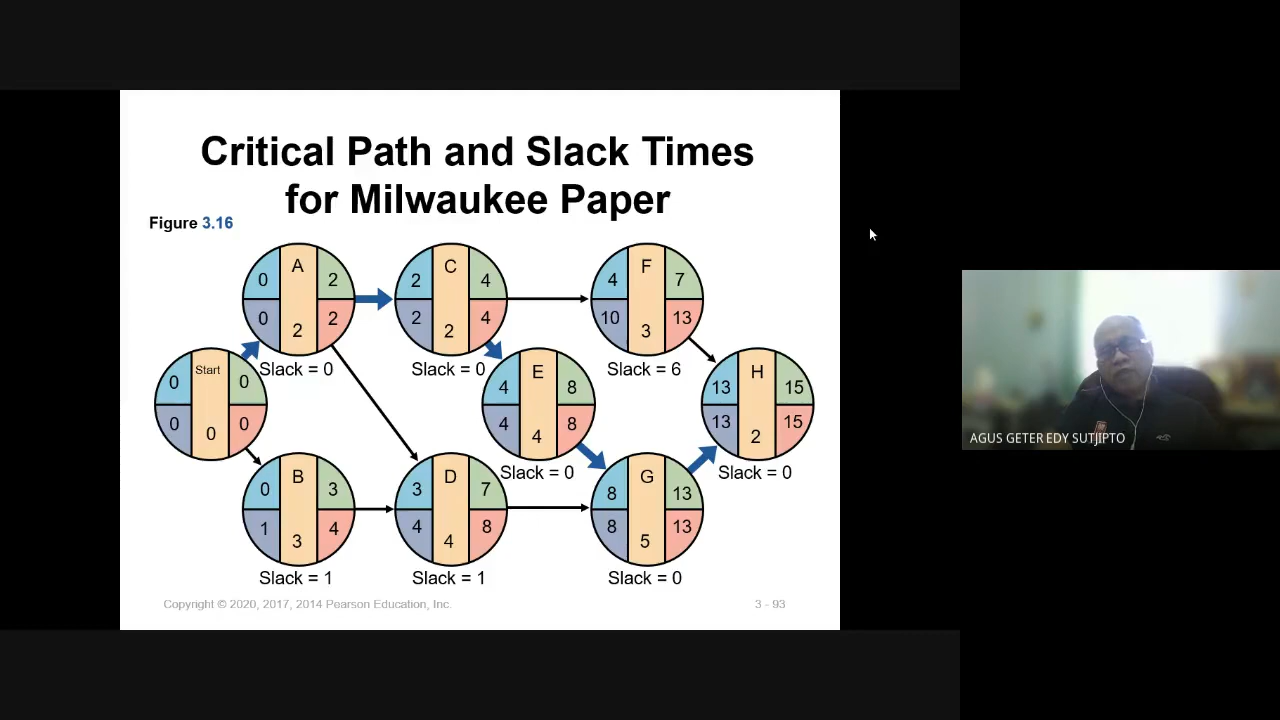 Critical Path and Slack Times
for Milwaukee Paper
Figure 3.16
0 A 2
0 2 2
Slack = 0
2 C 4
2 2 4
Slack = 0
4 F 7
10 3 13
Slack = 6
0 Start 0
0 0 0
4 E 8
4 4 8
Slack = 0
13 H 15
13 2 15
Slack = 0
0 B 3
1 3 4
Slack = 1
3 D 7
4 4 8
Slack = 1
8 G 13
8 5 13
Slack = 0
Copyright © 2020, 2017, 2014 Pearson Education, Inc.
3 - 93
AGUS GETER EDY SUTJIPTO